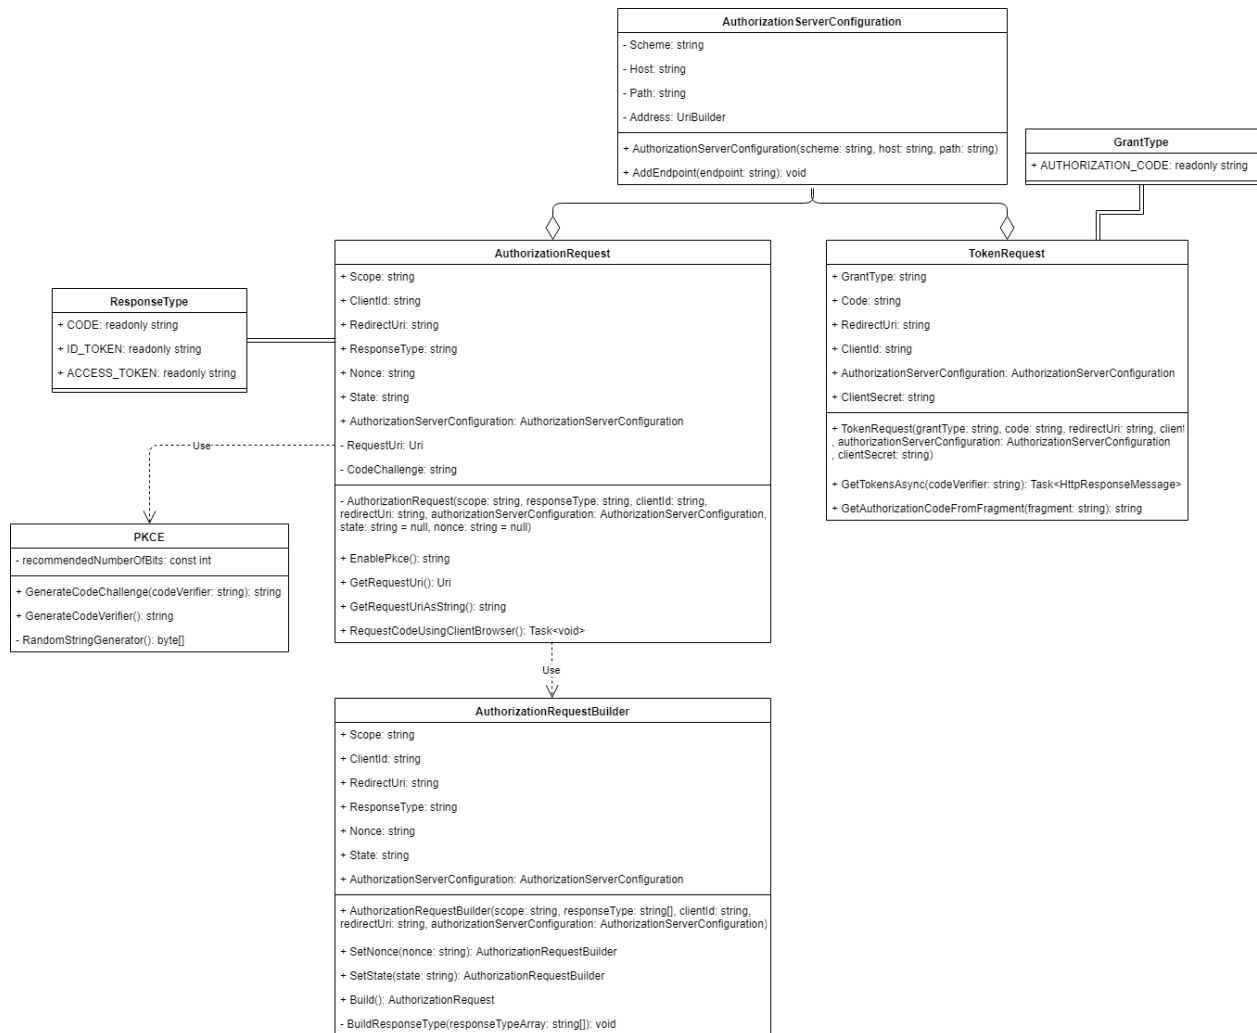 AuthorizationServerConfiguration
- Scheme: string
- Host: string
- Path: string
- Address: UriBuilder
+ AuthorizationServerConfiguration(scheme: string, host: string, path: string)
+ AddEndpoint(endpoint: string): void
GrantType
+ AUTHORIZATION_CODE: readonly string
AuthorizationRequest
+ Scope: string
+ ClientId: string
+ RedirectUri: string
+ ResponseType: string
+ Nonce: string
+ State: string
+ AuthorizationServerConfiguration: AuthorizationServerConfiguration
- RequestUri: Uri
- CodeChallenge: string
- AuthorizationRequest(scope: string, responseType: string, clientId: string,
redirectUri: string, authorizationServerConfiguration: AuthorizationServerConfiguration,
state: string = null, nonce: string = null)
+ EnablePkce(): string
+ GetRequestUri(): Uri
+ GetRequestUriAsString(): string
+ RequestCodeUsingClientBrowser(): Task<void>
TokenRequest
+ GrantType: string
+ Code: string
+ RedirectUri: string
+ ClientId: string
+ AuthorizationServerConfiguration: AuthorizationServerConfiguration
+ ClientSecret: string
+ TokenRequest(grantType: string, code: string, redirectUri: string, client
, authorizationServerConfiguration: AuthorizationServerConfiguration
, clientSecret: string)
+ GetTokensAsync(codeVerifier: string): Task<HttpResponseMessage>
+ GetAuthorizationCodeFromFragment(fragment: string): string
ResponseType
+ CODE: readonly string
+ ID_TOKEN: readonly string
+ ACCESS_TOKEN: readonly string
Use
PKCE
- recommendedNumberOfBits: const int
+ GenerateCodeChallenge(codeVerifier: string): string
+ GenerateCodeVerifier(): string
- RandomStringGenerator(): byte[]
Use
AuthorizationRequestBuilder
+ Scope: string
+ ClientId: string
+ RedirectUri: string
+ ResponseType: string
+ Nonce: string
+ State: string
+ AuthorizationServerConfiguration: AuthorizationServerConfiguration
+ AuthorizationRequestBuilder(scope: string, responseType: string[], clientId: string,
redirectUri: string, authorizationServerConfiguration: AuthorizationServerConfiguration)
+ SetNonce(nonce: string): AuthorizationRequestBuilder
+ SetState(state: string): AuthorizationRequestBuilder
+ Build(): AuthorizationRequest
- BuildResponseType(responseTypeArray: string[]): void